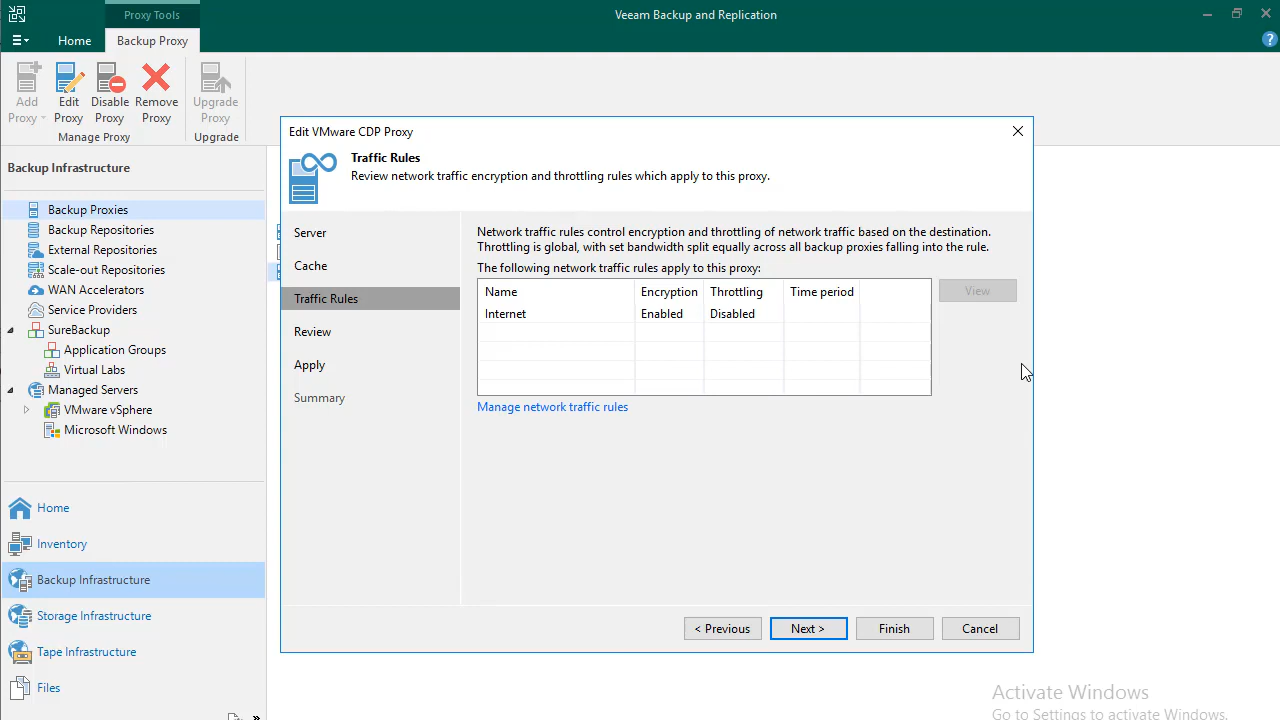 Proxy Tools
Veeam Backup and Replication
Home
Backup Proxy
Add Proxy
Edit Proxy
Disable Proxy
Remove Proxy
Upgrade Proxy
Manage Proxy
Upgrade
Backup Infrastructure
Backup Proxies
Backup Repositories
External Repositories
Scale-out Repositories
WAN Accelerators
Service Providers
SureBackup
Application Groups
Virtual Labs
Managed Servers
VMware vSphere
Microsoft Windows
Home
Inventory
Backup Infrastructure
Storage Infrastructure
Tape Infrastructure
Files
»
Edit VMware CDP Proxy
Traffic Rules
Review network traffic encryption and throttling rules which apply to this proxy.
Server
Cache
Traffic Rules
Review
Apply
Summary
Network traffic rules control encryption and throttling of network traffic based on the destination.
Throttling is global, with set bandwidth split equally across all backup proxies falling into the rule.
The following network traffic rules apply to this proxy:
Name Encryption Throttling Time period
Internet Enabled Disabled
View
Manage network traffic rules
< Previous
Next >
Finish
Cancel
Activate Windows
Go to Settings to activate Windows.